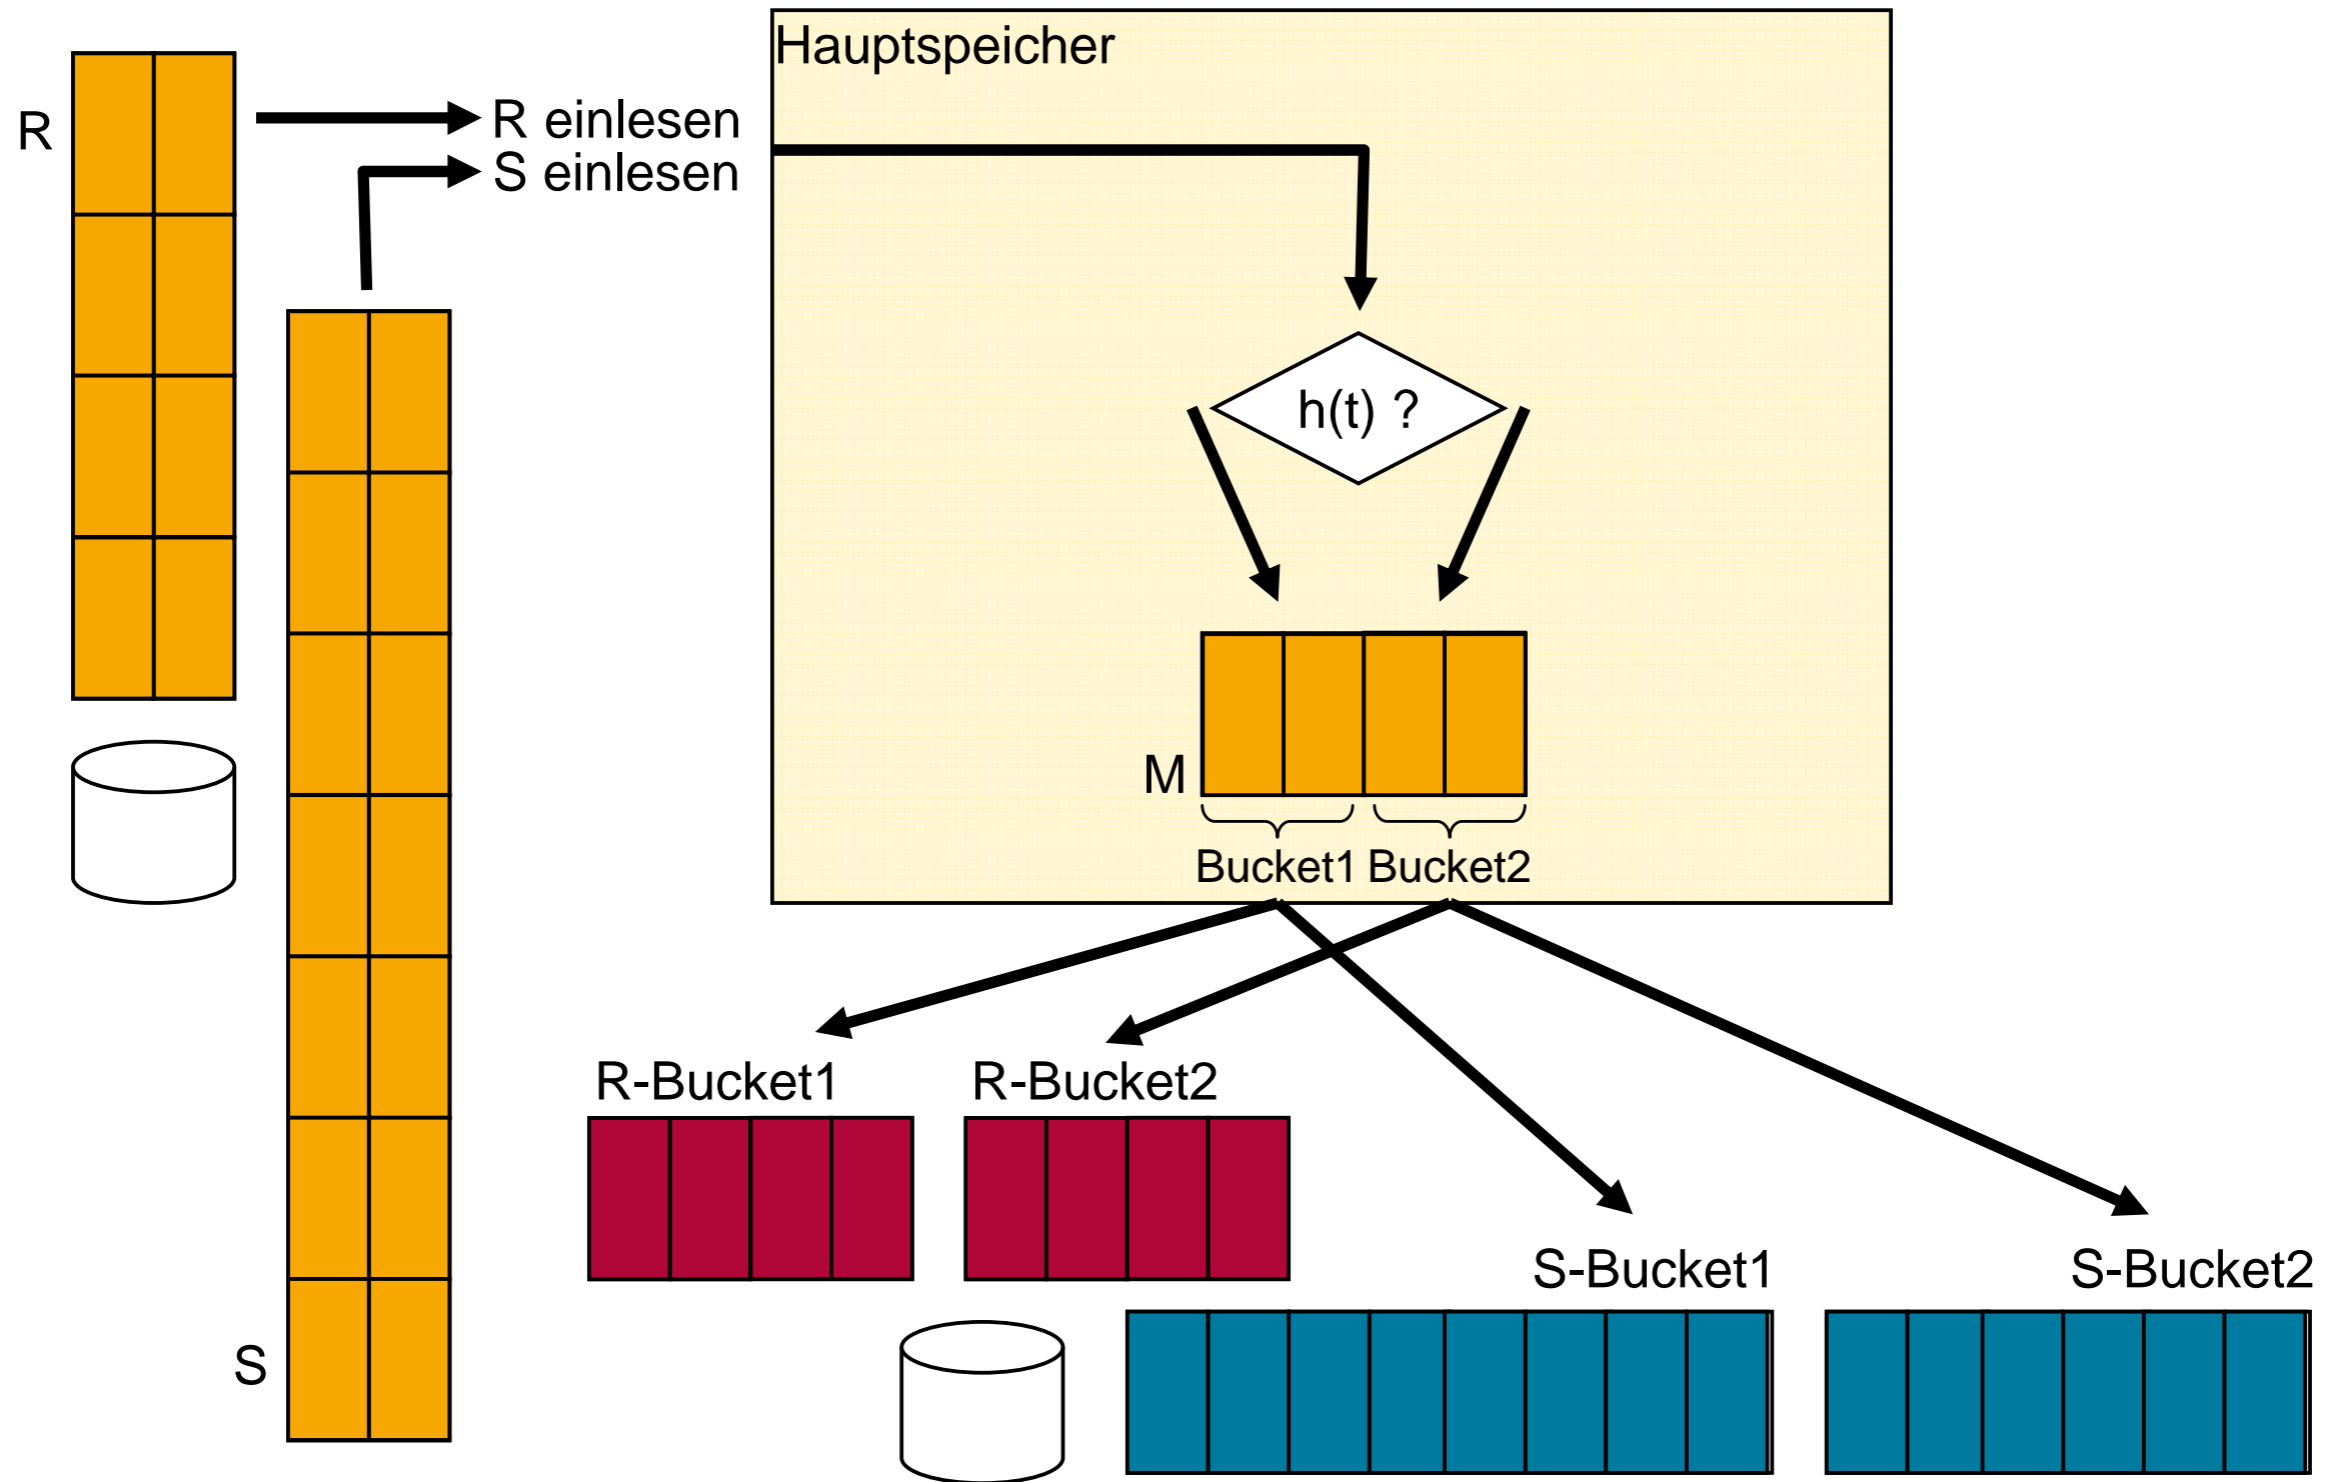 Hauptspeicher
R
R einlesen
S einlesen
h(t) ?
M
Bucket1 Bucket2
R-Bucket1 R-Bucket2
S-Bucket1 S-Bucket2
S